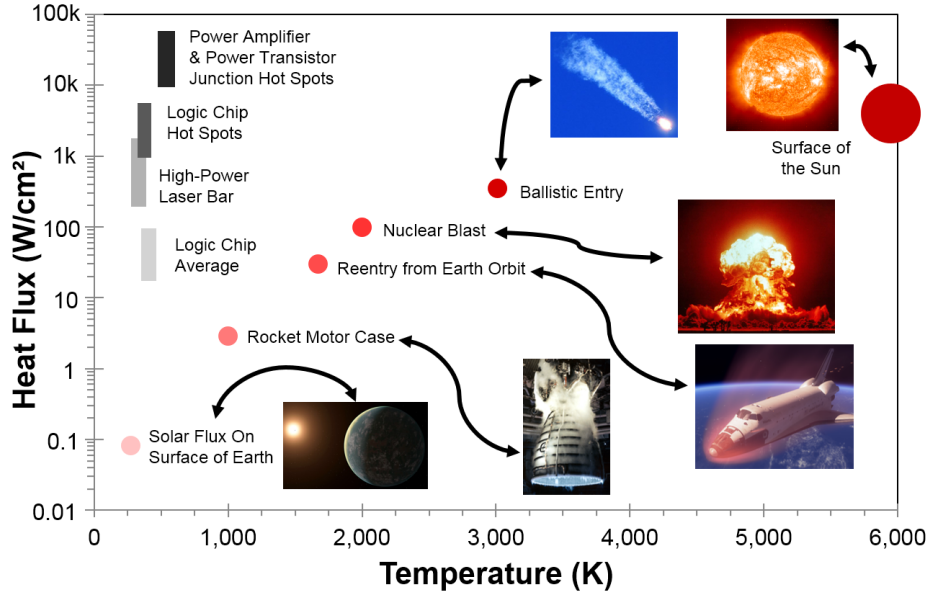 100k
10k
1k
100
10
1
0.1
0.01
Heat Flux (W/cm²)
Power Amplifier
& Power Transistor
Junction Hot Spots
Logic Chip
Hot Spots
High-Power
Laser Bar
Logic Chip
Average
Surface of
the Sun
Ballistic Entry
Nuclear Blast
Reentry from Earth Orbit
Rocket Motor Case
Solar Flux On
Surface of Earth
0
1,000
2,000
3,000
4,000
5,000
6,000
Temperature (K)